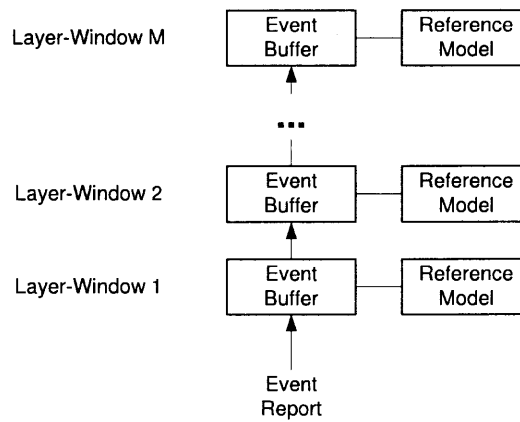 Layer-Window M
Event
Buffer
Reference
Model
...
Layer-Window 2
Event
Buffer
Reference
Model
Layer-Window 1
Event
Buffer
Reference
Model
Event
Report